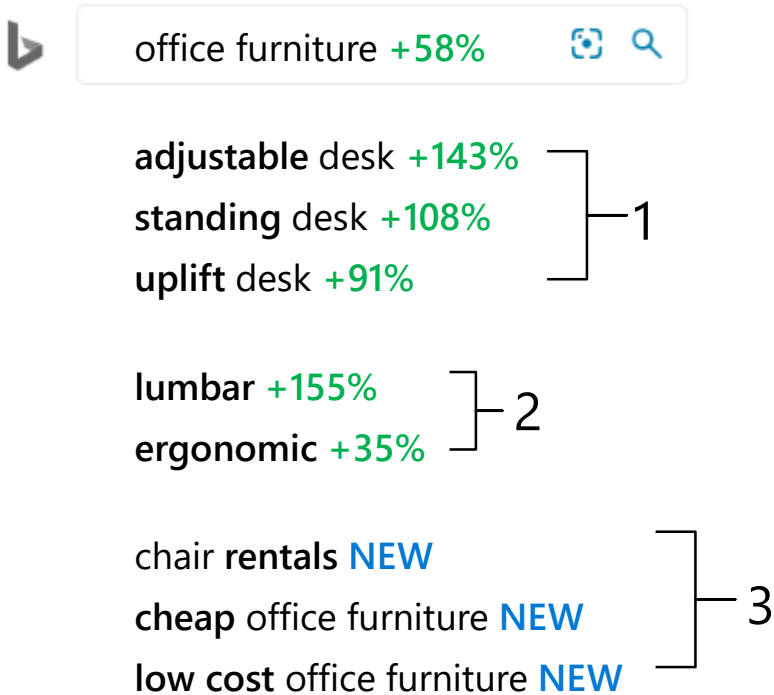 office furniture +58%
adjustable desk +143%
standing desk +108%
uplift desk +91%
1
lumbar +155%
ergonomic +35%
2
chair rentals NEW
cheap office furniture NEW
low cost office furniture NEW
3